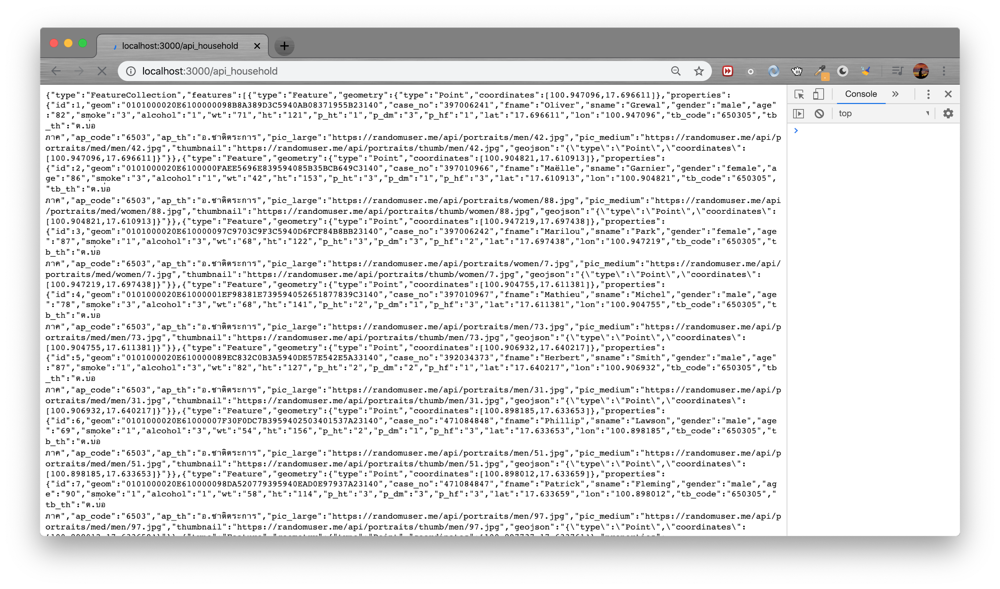 localhost:3000/api_household
localhost:3000/api_household
Console
top
{"type":"FeatureCollection","features":[{"type":"Feature","geometry":{"type":"Point","coordinates":[100.947096,17.696611]},"properties":
{"id":1,"geom":"0101000020E6100000098B8A389D3C5940AB08371955B23140","case_no":"397006241","fname":"Oliver","sname":"Grewal","gender":"male","age
":"82","smoke":"3","alcohol":"1","wt":"71","ht":"121","p_ht":"1","p_dm":"3","p_hf":"1","lat":"17.696611","lon":"100.947096","tb_code":"650305","tb
_th":"ต.บ่อ
ภาค","ap_code":"6503","ap_th":"อ.ชาติตระการ","pic_large":"https://randomuser.me/api/portraits/men/42.jpg","pic_medium":"https://randomuser.me/api/p
ortraits/med/men/42.jpg","thumbnail":"https://randomuser.me/api/portraits/thumb/men/42.jpg","geojson":"{\"type\":\"Point\",\"coordinates\":
[100.947096,17.696611]}"}},{"type":"Feature","geometry":{"type":"Point","coordinates":[100.904821,17.610913]},"properties":
{"id":2,"geom":"0101000020E6100000FAEE5696E839594085B35BCB649C3140","case_no":"397010966","fname":"Maëlle","sname":"Garnier","gender":"female","a
ge":"86","smoke":"3","alcohol":"1","wt":"42","ht":"153","p_ht":"3","p_dm":"1","p_hf":"3","lat":"17.610913","lon":"100.904821","tb_code":"650305",
"tb_th":"ต.บ่อ
ภาค","ap_code":"6503","ap_th":"อ.ชาติตระการ","pic_large":"https://randomuser.me/api/portraits/women/88.jpg","pic_medium":"https://randomuser.me/api
/portraits/med/women/88.jpg","thumbnail":"https://randomuser.me/api/portraits/thumb/women/88.jpg","geojson":"{\"type\":\"Point\",\"coordinates\":
[100.904821,17.610913]}"}},{"type":"Feature","geometry":{"type":"Point","coordinates":[100.947219,17.697438]},"properties":
{"id":3,"geom":"0101000020E610000097C9703C9F3C5940D6FCF84B8BB23140","case_no":"397006242","fname":"Marilou","sname":"Park","gender":"female","age
":"87","smoke":"1","alcohol":"3","wt":"68","ht":"122","p_ht":"3","p_dm":"3","p_hf":"2","lat":"17.697438","lon":"100.947219","tb_code":"650305","t
b_th":"ต.บ่อ
ภาค","ap_code":"6503","ap_th":"อ.ชาติตระการ","pic_large":"https://randomuser.me/api/portraits/women/7.jpg","pic_medium":"https://randomuser.me/api/
portraits/med/women/7.jpg","thumbnail":"https://randomuser.me/api/portraits/thumb/women/7.jpg","geojson":"{\"type\":\"Point\",\"coordinates\":
[100.947219,17.697438]}"}},{"type":"Feature","geometry":{"type":"Point","coordinates":[100.904755,17.611381]},"properties":
{"id":4,"geom":"0101000020E61000001EF98381E739594052651877839C3140","case_no":"397010967","fname":"Mathieu","sname":"Michel","gender":"male","age
":"78","smoke":"3","alcohol":"3","wt":"68","ht":"141","p_ht":"2","p_dm":"1","p_hf":"3","lat":"17.611381","lon":"100.904755","tb_code":"650305","t
b_th":"ต.บ่อ
ภาค","ap_code":"6503","ap_th":"อ.ชาติตระการ","pic_large":"https://randomuser.me/api/portraits/men/73.jpg","pic_medium":"https://randomuser.me/api/p
ortraits/med/men/73.jpg","thumbnail":"https://randomuser.me/api/portraits/thumb/men/73.jpg","geojson":"{\"type\":\"Point\",\"coordinates\":
[100.904755,17.611381]}"}},{"type":"Feature","geometry":{"type":"Point","coordinates":[100.906932,17.640217]},"properties":
{"id":5,"geom":"0101000020E610000089EC832C0B3A5940DE57E542E5A33140","case_no":"392034373","fname":"Herbert","sname":"Smith","gender":"male","age
":"87","smoke":"1","alcohol":"3","wt":"82","ht":"127","p_ht":"2","p_dm":"2","p_hf":"1","lat":"17.640217","lon":"100.906932","tb_code":"650305","tb
_th":"ต.บ่อ
ภาค","ap_code":"6503","ap_th":"อ.ชาติตระการ","pic_large":"https://randomuser.me/api/portraits/men/31.jpg","pic_medium":"https://randomuser.me/api/p
ortraits/med/men/31.jpg","thumbnail":"https://randomuser.me/api/portraits/thumb/men/31.jpg","geojson":"{\"type\":\"Point\",\"coordinates\":
[100.906932,17.640217]}"}},{"type":"Feature","geometry":{"type":"Point","coordinates":[100.898185,17.633653]},"properties":
{"id":6,"geom":"0101000020E61000007F30F0DC7B3959402503401537A23140","case_no":"471084848","fname":"Phillip","sname":"Lawson","gender":"male","age
":"69","smoke":"1","alcohol":"3","wt":"54","ht":"156","p_ht":"2","p_dm":"1","p_hf":"3","lat":"17.633653","lon":"100.898185","tb_code":"650305","t
b_th":"ต.บ่อ
ภาค","ap_code":"6503","ap_th":"อ.ชาติตระการ","pic_large":"https://randomuser.me/api/portraits/men/51.jpg","pic_medium":"https://randomuser.me/api/p
ortraits/med/men/51.jpg","thumbnail":"https://randomuser.me/api/portraits/thumb/men/51.jpg","geojson":"{\"type\":\"Point\",\"coordinates\":
[100.898185,17.633653]}"}},{"type":"Feature","geometry":{"type":"Point","coordinates":[100.898012,17.633659]},"properties":
{"id":7,"geom":"0101000020E610000098DA520779395940EAD0E97937A23140","case_no":"471084847","fname":"Patrick","sname":"Fleming","gender":"male","ag
e":"90","smoke":"1","alcohol":"1","wt":"58","ht":"114","p_ht":"3","p_dm":"3","p_hf":"3","lat":"17.633659","lon":"100.898012","tb_code":"650305","
tb_th":"ต.บ่อ
ภาค","ap_code":"6503","ap_th":"อ.ชาติตระการ","pic_large":"https://randomuser.me/api/portraits/men/97.jpg","pic_medium":"https://randomuser.me/api/p
ortraits/med/men/97.jpg","thumbnail":"https://randomuser.me/api/portraits/thumb/men/97.jpg","geojson":"{\"type\":\"Point\",\"coordinates\":